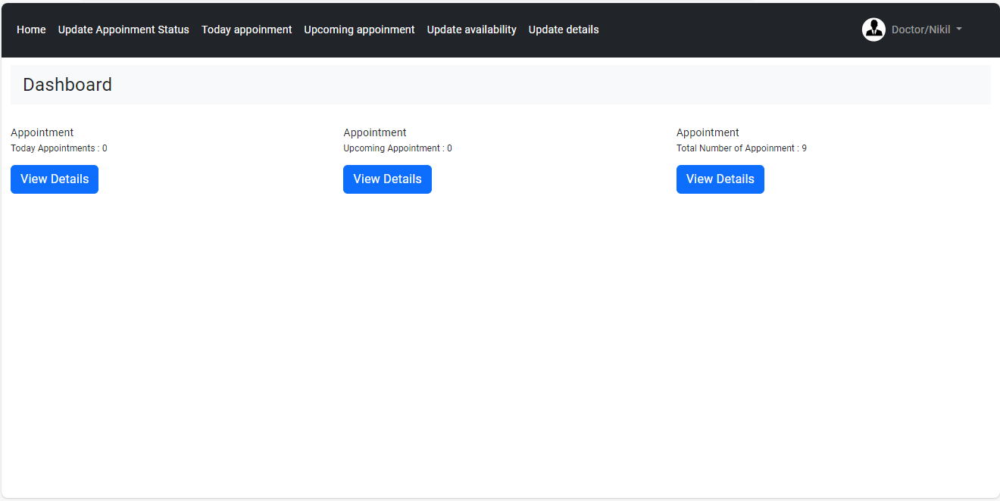 Home Update Appoinment Status Today appoinment Upcoming appoinment Update availability Update details Doctor/Nikil
Dashboard
Appointment
Today Appointments : 0
View Details
Appointment
Upcoming Appointment : 0
View Details
Appointment
Total Number of Appoinment : 9
View Details